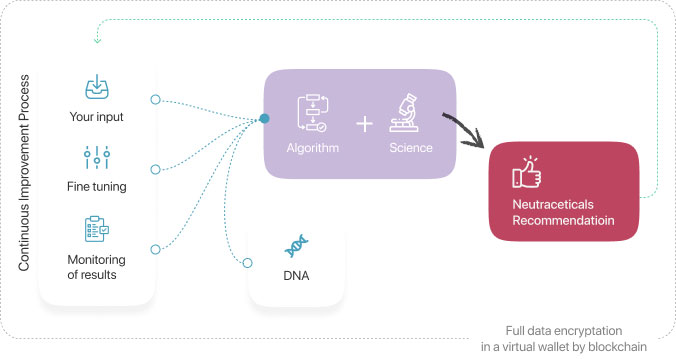 Continuous Improvement Process
Your input
Fine tuning
Monitoring
of results
Algorithm
+
Science
DNA
Neutraceticals
Recommendatioin
Full data encryptation
in a virtual wallet by blockchain